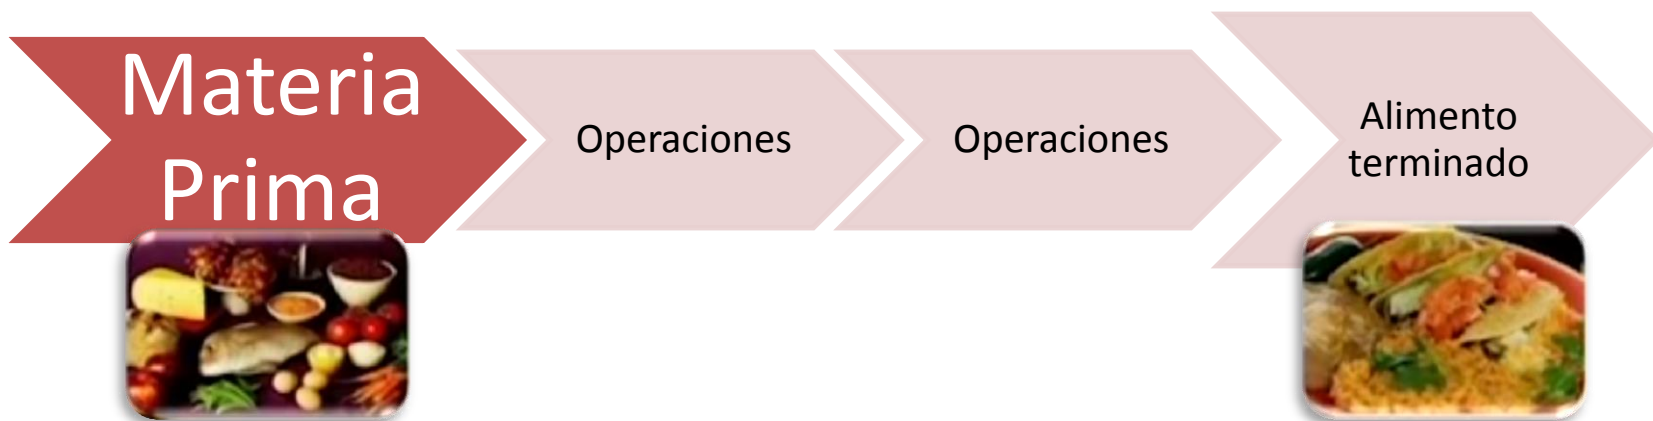 Materia
Prima
Operaciones
Operaciones
Alimento
terminado